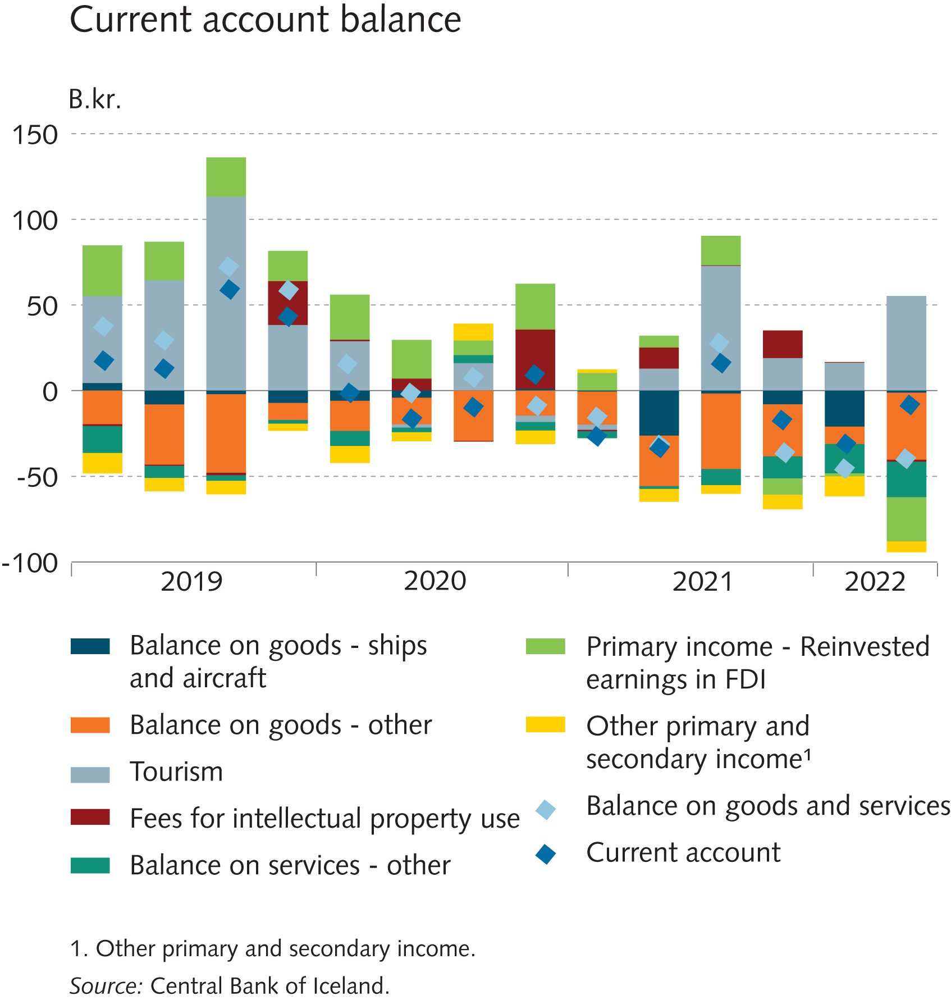 Current account balance
B.kr.
150
100
50
0
-50
-100
2019 2020 2021 2022
Balance on goods - ships
and aircraft
Balance on goods - other
Tourism
Fees for intellectual property use
Balance on services - other
Primary income - Reinvested
earnings in FDI
Other primary and
secondary income¹
Balance on goods and services
Current account
1. Other primary and secondary income.
Source: Central Bank of Iceland.